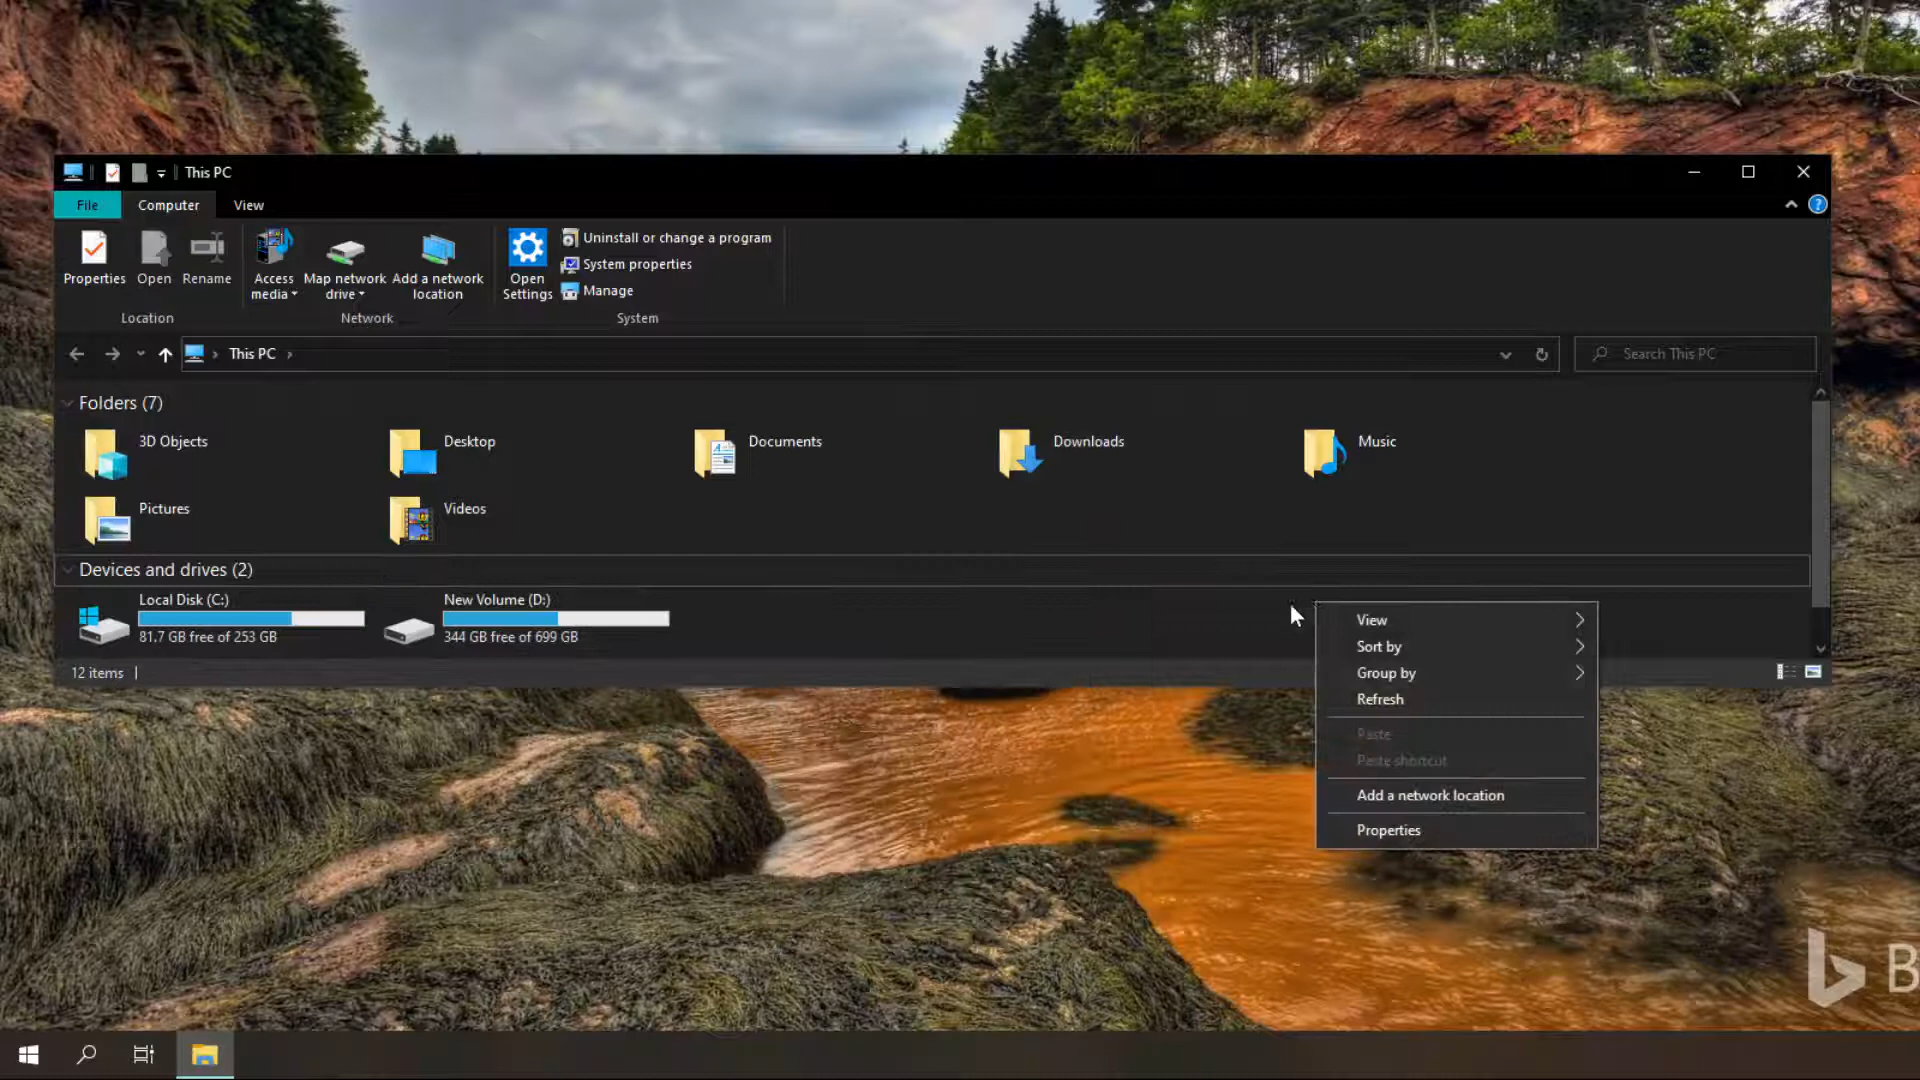 This PC
File Computer View
Properties Open Rename Access media Map network drive Add a network location Open Settings Uninstall or change a program
System properties
Manage
Location Network System
This PC
Search This PC
Folders (7)
3D Objects Desktop Documents Downloads Music
Pictures Videos
Devices and drives (2)
Local Disk (C:) New Volume (D:)
81.7 GB free of 253 GB 344 GB free of 699 GB
12 items
View
Sort by
Group by
Refresh
Paste
Paste shortcut
Add a network location
Properties
B